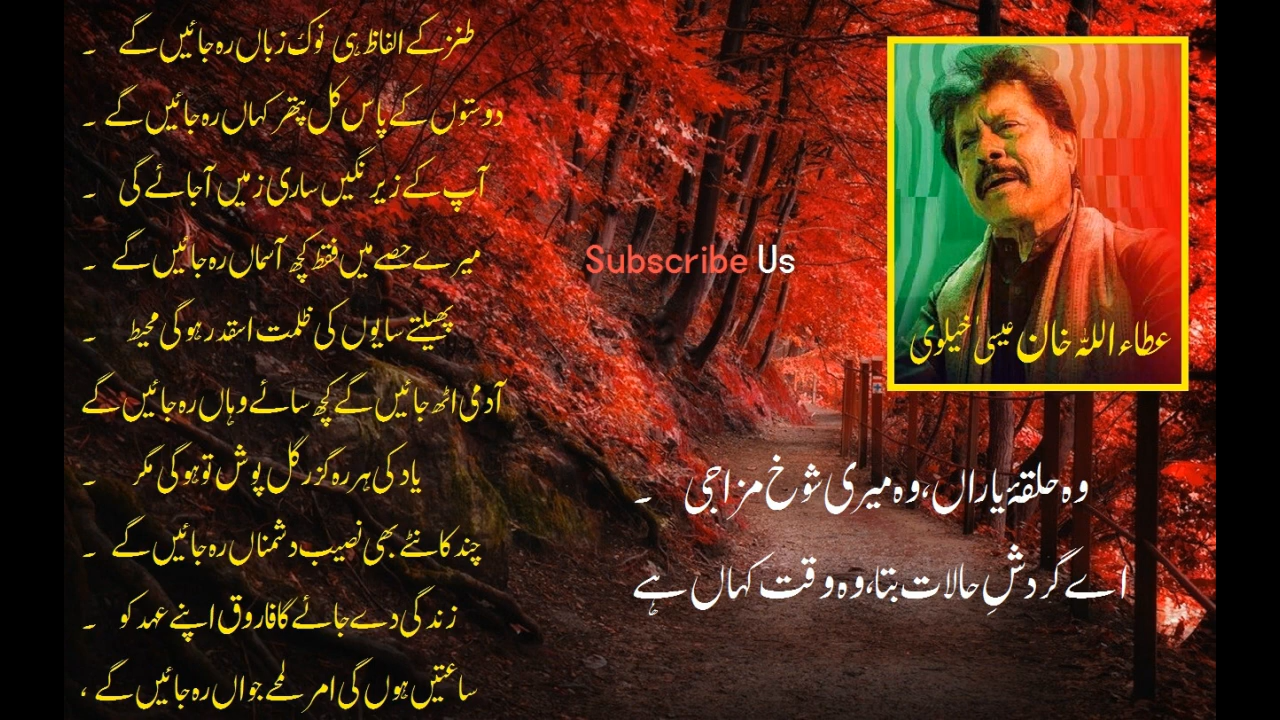 طنز کے الفاظ ہی نوک زباں رہ جائیں گے ۔
دوستوں کے پاس کل پتھر کہاں رہ جائیں گے ۔
آپ کے زیر نگیں ساری زمیں آجائے گی ۔
میرے حصے میں فقط کچھ آسماں رہ جائیں گے ۔
پھیلتے سایوں کی ظلمت اسقدر ہوگی محیط ۔
آدمی اٹھ جائیں گے کچھ سائے وہاں رہ جائیں گے
یاد کی ہر رہ گزر گل پوش تو ہوگی مگر ۔
چند کانٹے بھی نصیب دشمناں رہ جائیں گے ۔
زندگی دے جائے گا فاروق اپنے عہد کو ۔
ساعتیں ہوں گی امر لمحے جواں رہ جائیں گے ،
Subscribe Us
عطاء اللہ خان عیسیٰ خیلوی
وہ حلقۂ یاراں، وہ میری شوخ مزاجی ۔
اے گردشِ حالات بتا، وہ وقت کہاں ہے